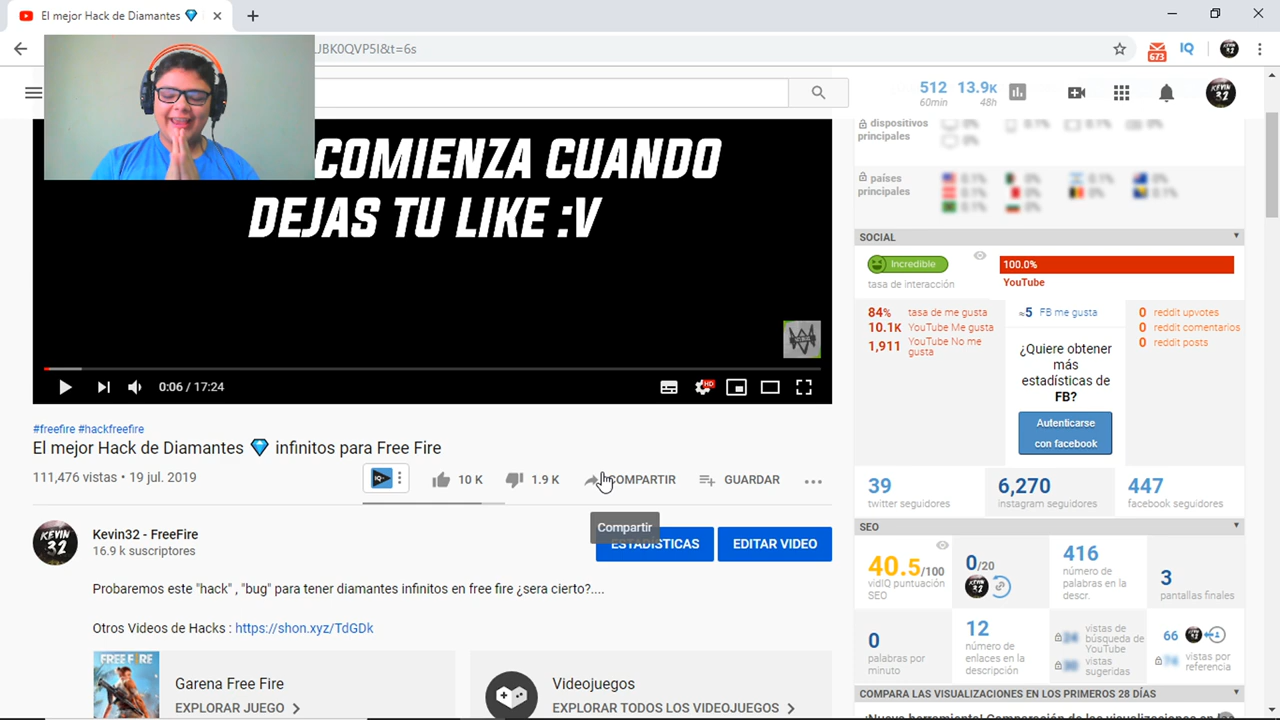 El mejor Hack de Diamantes 💎
JBK0QVP5I&t=6s
673
IQ
512
60min
13.9K
48h
COMIENZA CUANDO
DEJAS TU LIKE :V
0:06 / 17:24
HD
#freefire #hackfreefire
El mejor Hack de Diamantes 💎 infinitos para Free Fire
111,476 vistas • 19 jul. 2019
IQ
10 K
1.9 K
COMPARTIR
GUARDAR
Compartir
KEVIN
32
Kevin32 - FreeFire
16.9 k suscriptores
ESTADÍSTICAS
EDITAR VIDEO
Probaremos este "hack" , "bug" para tener diamantes infinitos en free fire ¿sera cierto?....
Otros Videos de Hacks : https://shon.xyz/TdGDk
FREE FIRE
Garena Free Fire
EXPLORAR JUEGO
Videojuegos
EXPLORAR TODOS LOS VIDEOJUEGOS
dispositivos
principales
países
principales
SOCIAL
Incredible
tasa de interacción
100.0%
YouTube
84% tasa de me gusta
10.1K YouTube Me gusta
1,911 YouTube No me
gusta
≈5 FB me gusta
¿Quiere obtener
más
estadísticas de
FB?
Autenticarse
con facebook
0 reddit upvotes
0 reddit comentarios
0 reddit posts
39
twitter seguidores
6,270
instagram seguidores
447
facebook seguidores
SEO
40.5/100
vidIQ puntuación
SEO
0/20
416
número de
palabras en la
descr.
3
pantallas finales
0
palabras por
minuto
12
número de
enlaces en la
descripción
vistas de
búsqueda de
YouTube
vistas
sugeridas
66
vistas por
referencia
COMPARA LAS VISUALIZACIONES EN LOS PRIMEROS 28 DÍAS